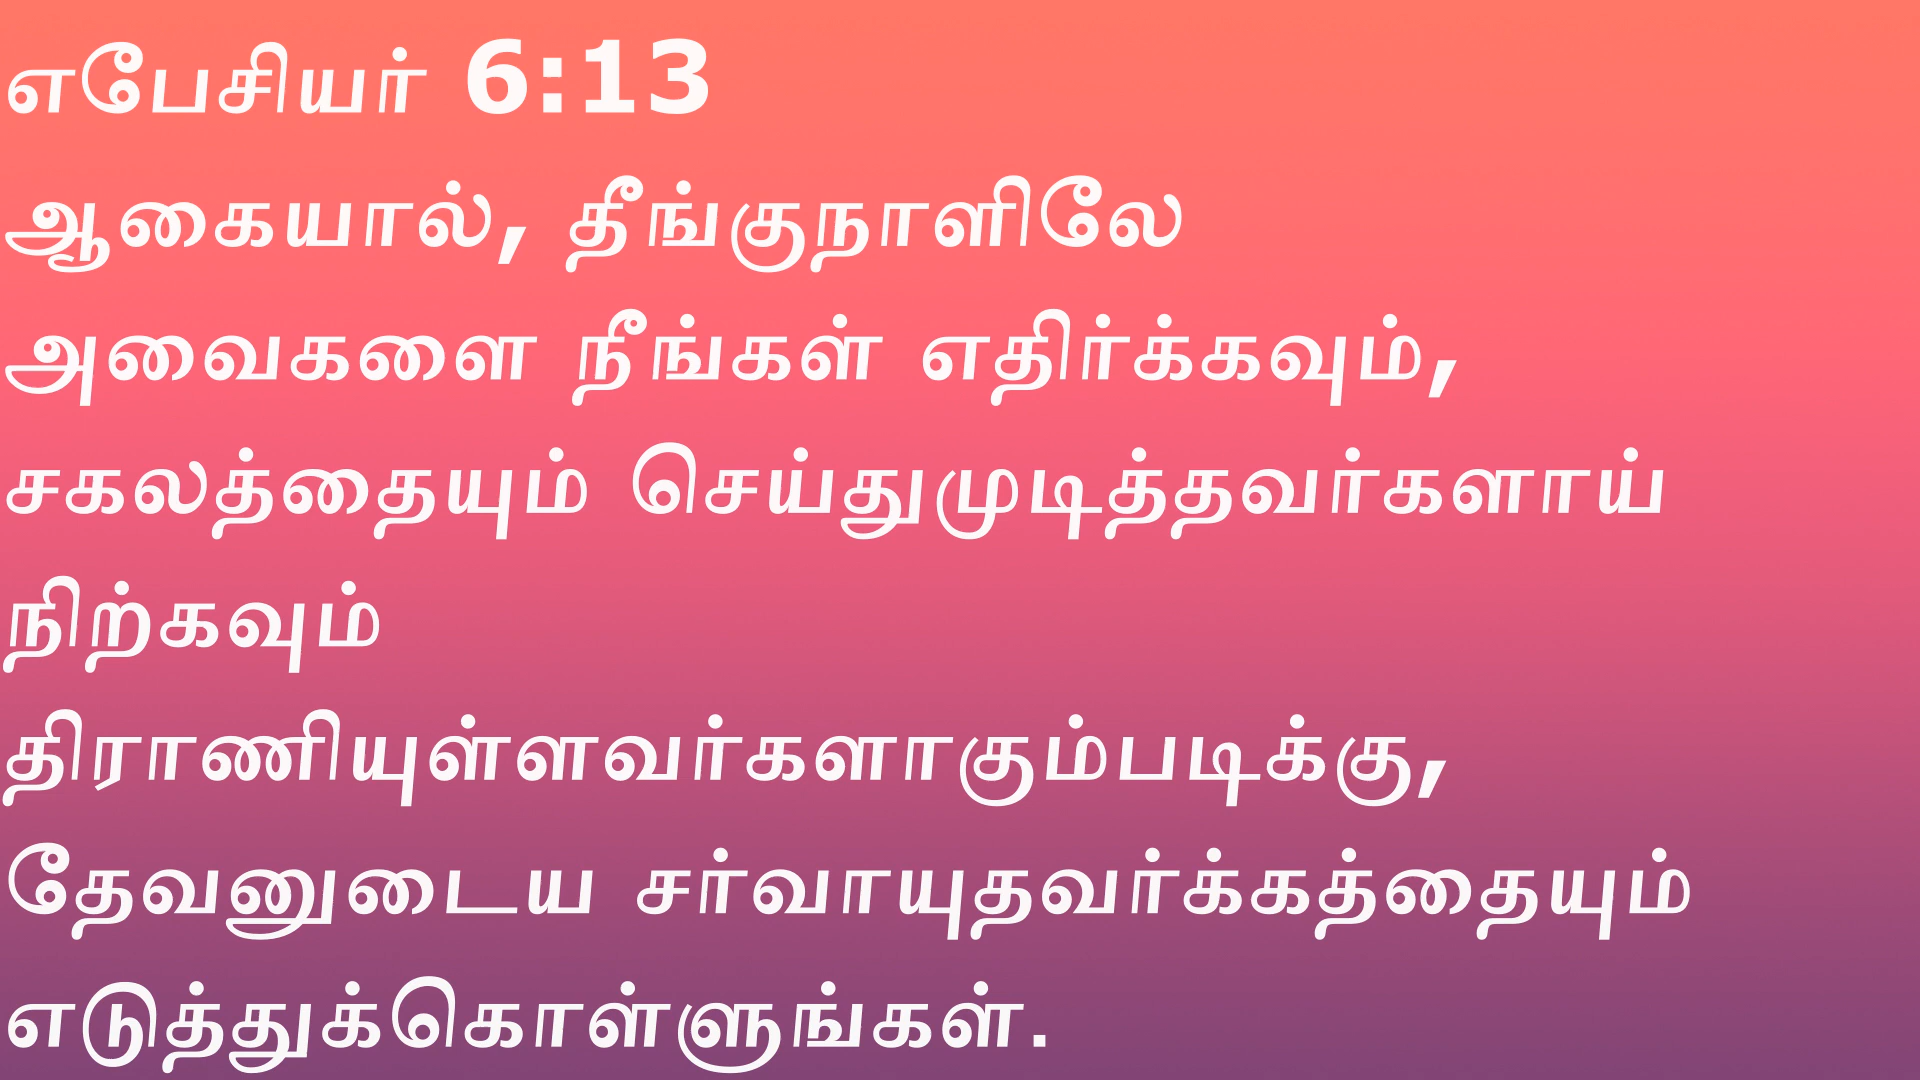 எபேசியர் 6:13
ஆகையால், தீங்குநாளிலே
அவைகளை நீங்கள் எதிர்க்கவும்,
சகலத்தையும் செய்துமுடித்தவர்களாய்
நிற்கவும்
திராணியுள்ளவர்களாகும்படிக்கு,
தேவனுடைய சர்வாயுதவர்க்கத்தையும்
எடுத்துக்கொள்ளுங்கள்.